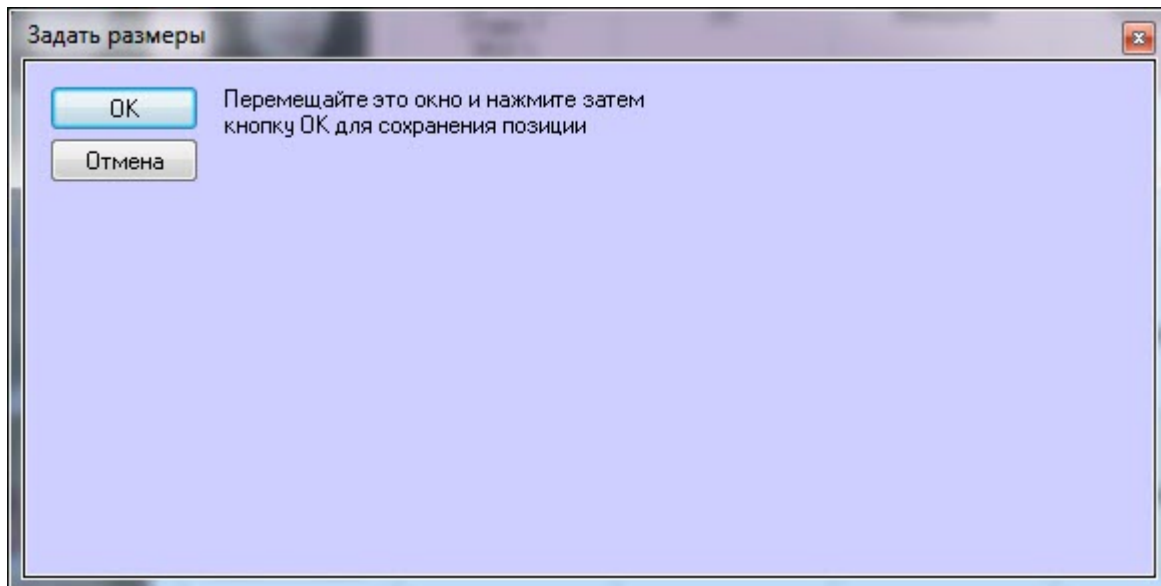 Задать размеры
OK
Перемещайте это окно и нажмите затем
кнопку OK для сохранения позиции
Отмена